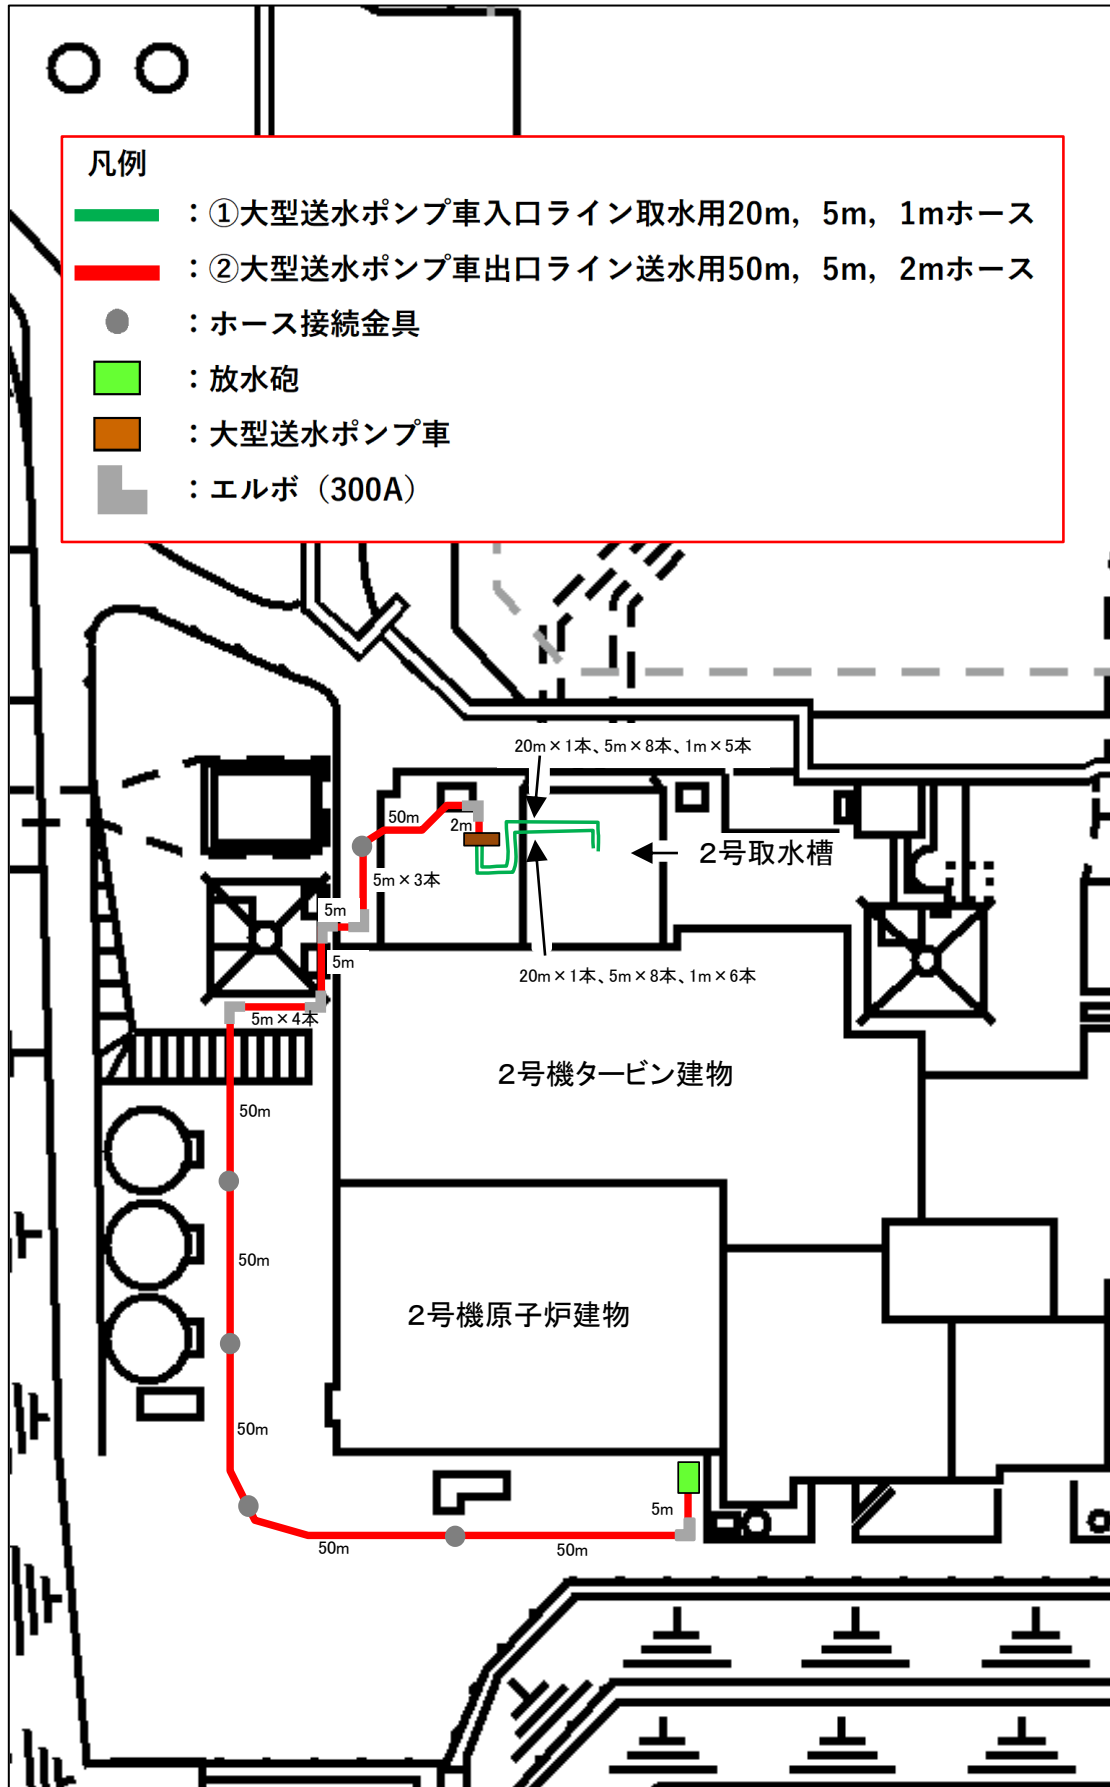 凡例
：①大型送水ポンプ車入口ライン取水用20m，5m，1mホース
：②大型送水ポンプ車出口ライン送水用50m，5m，2mホース
：ホース接続金具
：放水砲
：大型送水ポンプ車
：エルボ（300A）
20m×1本、5m×8本、1m×5本
50m
2m
2号取水槽
5m×3本
5m
5m
20m×1本、5m×8本、1m×6本
5m×4本
2号機タービン建物
50m
50m
2号機原子炉建物
50m
5m
50m
50m